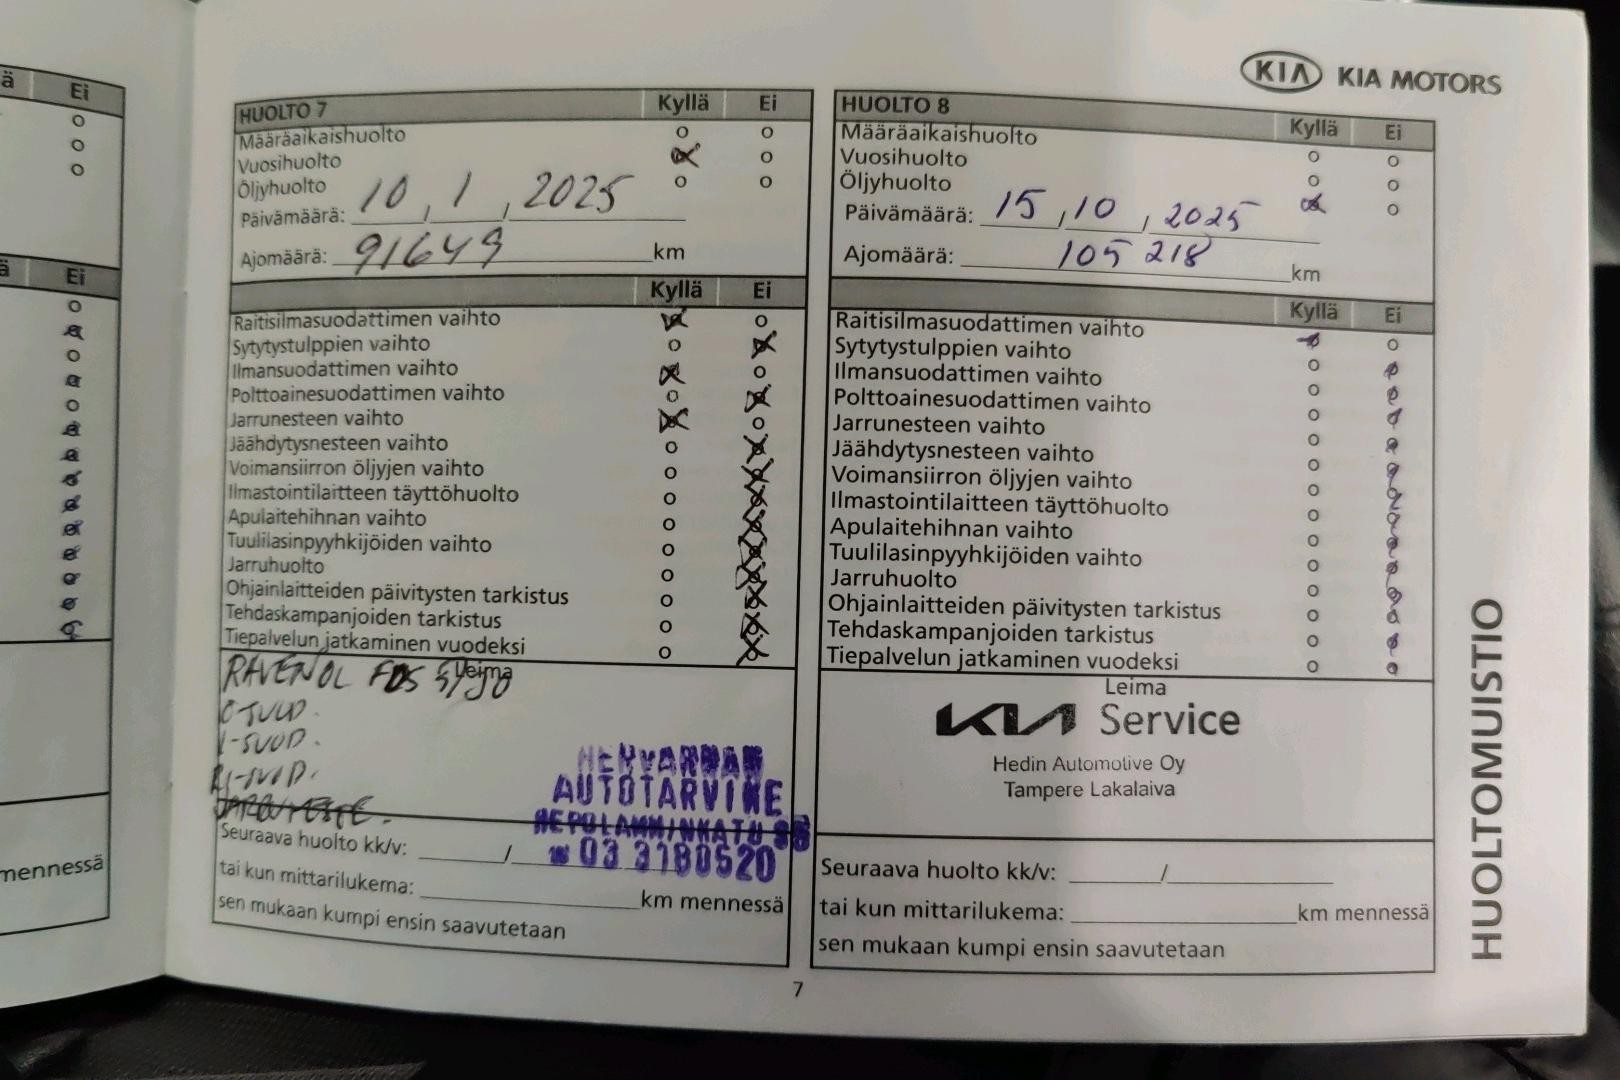 ä Ei
ä Ei
mennessä
KIA KIA MOTORS
HUOLTO 7 Kyllä Ei
Määräaikaishuolto
Vuosihuolto
Öljyhuolto
Päivämäärä: 10, 1, 2025
Ajomäärä: 91649 km
Kyllä Ei
Raitisilmasuodattimen vaihto
Sytytystulppien vaihto
Ilmansuodattimen vaihto
Polttoainesuodattimen vaihto
Jarrunesteen vaihto
Jäähdytysnesteen vaihto
Voimansiirron öljyjen vaihto
Ilmastointilaitteen täyttöhuolto
Apulaitehihnan vaihto
Tuulilasinpyyhkijöiden vaihto
Jarruhuolto
Ohjainlaitteiden päivitysten tarkistus
Tehdaskampanjoiden tarkistus
Tiepalvelun jatkaminen vuodeksi
Leima
RAVENOL FDS 5/30
I-SUOD.
RI-SUOD.
HERVANNAN
AUTOTARVIKE
☎ 03 3180520
Seuraava huolto kk/v: /
tai kun mittarilukema: km mennessä
sen mukaan kumpi ensin saavutetaan
HUOLTO 8 Kyllä Ei
Määräaikaishuolto
Vuosihuolto
Öljyhuolto
Päivämäärä: 15, 10, 2025
Ajomäärä: 105 218 km
Kyllä Ei
Raitisilmasuodattimen vaihto
Sytytystulppien vaihto
Ilmansuodattimen vaihto
Polttoainesuodattimen vaihto
Jarrunesteen vaihto
Jäähdytysnesteen vaihto
Voimansiirron öljyjen vaihto
Ilmastointilaitteen täyttöhuolto
Apulaitehihnan vaihto
Tuulilasinpyyhkijöiden vaihto
Jarruhuolto
Ohjainlaitteiden päivitysten tarkistus
Tehdaskampanjoiden tarkistus
Tiepalvelun jatkaminen vuodeksi
Leima
KIA Service
Hedin Automotive Oy
Tampere Lakalaiva
Seuraava huolto kk/v: /
tai kun mittarilukema: km mennessä
sen mukaan kumpi ensin saavutetaan
HUOLTOMUISTIO
7